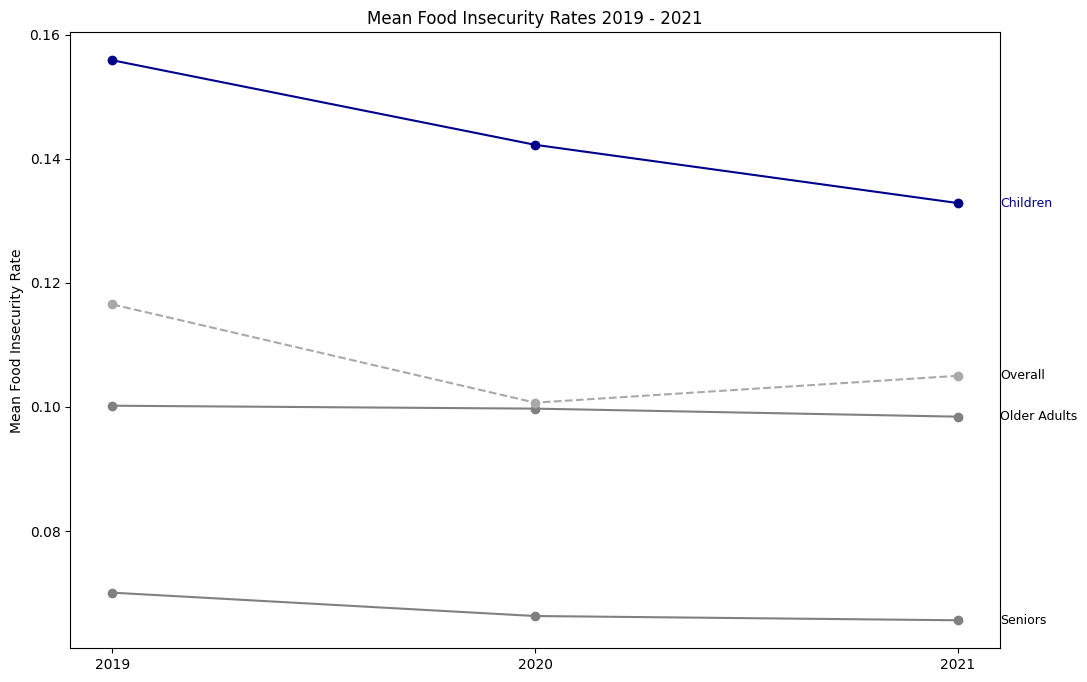 Mean Food Insecurity Rates 2019 - 2021
Mean Food Insecurity Rate
0.16
0.14
0.12
0.10
0.08
Children
Overall
Older Adults
Seniors
2019
2020
2021